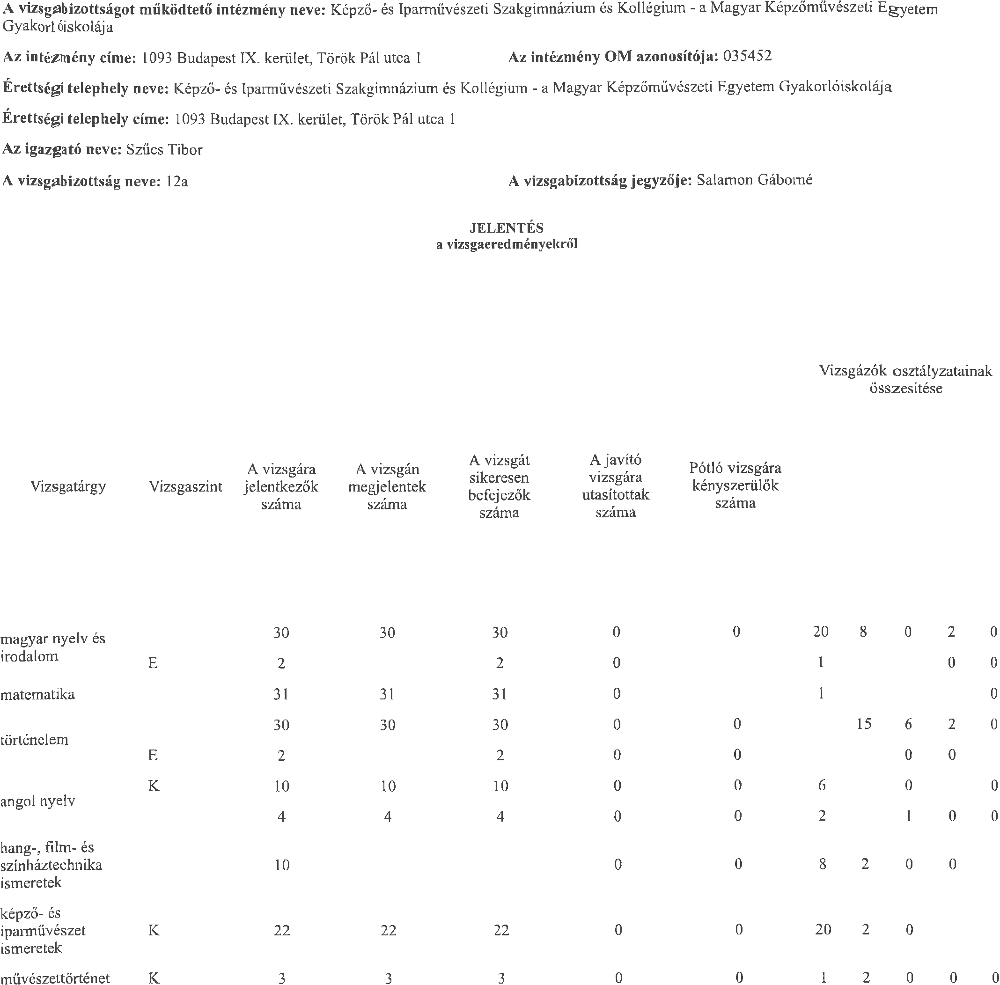 A vizsgabizottságot működtető intézmény neve: Képző- és Iparművészeti Szakgimnázium és Kollégium - a Magyar Képzőművészeti Egyetem
Gyakorlóiskolája
Az intézmény címe: 1093 Budapest IX. kerület, Török Pál utca 1 Az intézmény OM azonosítója: 035452
Érettségi telephely neve: Képző- és Iparművészeti Szakgimnázium és Kollégium - a Magyar Képzőművészeti Egyetem Gyakorlóiskolája
Érettségi telephely címe: 1093 Budapest IX. kerület, Török Pál utca 1
Az igazgató neve: Szűcs Tibor
A vizsgabizottság neve: 12a A vizsgabizottság jegyzője: Salamon Gáborné
JELENTÉS
a vizsgaeredményekről
Vizsgázók osztályzatainak
összesítése
Vizsgatárgy
Vizsgaszint
A vizsgára
jelentkezők
száma
A vizsgán
megjelentek
száma
A vizsgát
sikeresen
befejezők
száma
A javító
vizsgára
utasítottak
száma
Pótló vizsgára
kényszerülők
száma
magyar nyelv és
irodalom
30 30 30 0 0 20 8 0 2 0
E 2 2 0 1 0 0
matematika 31 31 31 0 1 0
történelem
30 30 30 0 0 15 6 2 0
E 2 2 0 0 0 0
angol nyelv
K 10 10 10 0 0 6 0 0
4 4 4 0 0 2 1 0 0
hang-, film- és
színháztechnika
ismeretek
10 0 0 8 2 0 0
képző- és
iparművészet
ismeretek
K 22 22 22 0 0 20 2 0
művészettörténet K 3 3 3 0 0 1 2 0 0 0